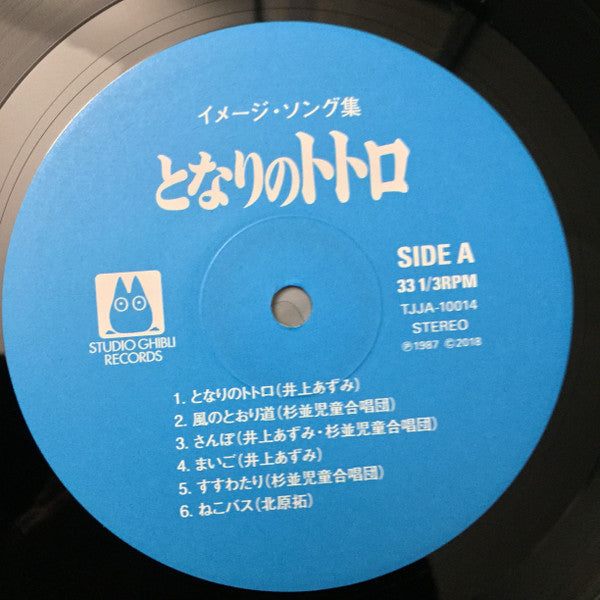 イメージ・ソング集
となりのトトロ
SIDE A
33 1/3RPM
TJJA-10014
STEREO
℗1987 ©2018
STUDIO GHIBLI
RECORDS
1. となりのトトロ(井上あずみ)
2. 風のとおり道(杉並児童合唱団)
3. さんぽ(井上あずみ・杉並児童合唱団)
4. まいご(井上あずみ)
5. すすわたり(杉並児童合唱団)
6. ねこバス(北原拓)